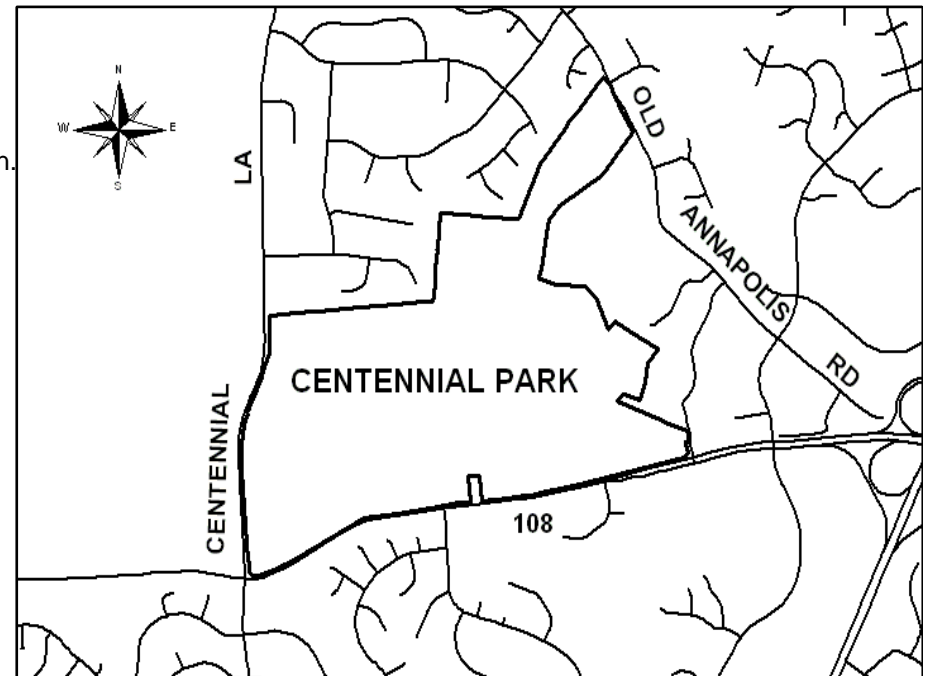 n.
N
W E
S
LA
OLD
ANNAPOLIS
RD
CENTENNIAL PARK
CENTENNIAL
108